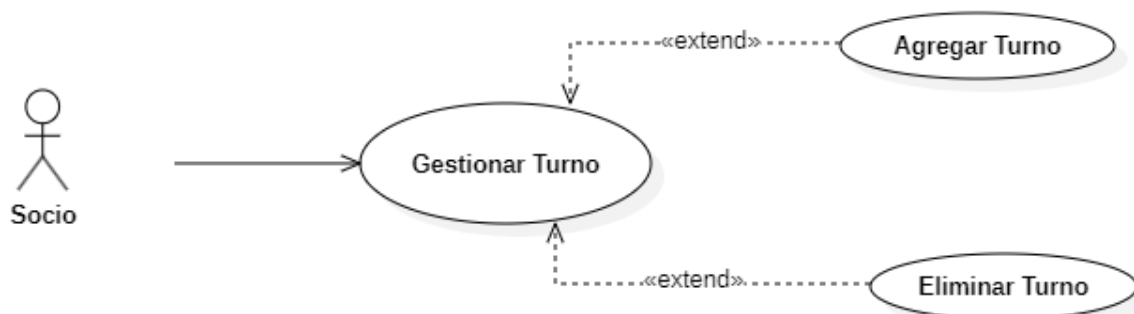 «extend»
Agregar Turno
Gestionar Turno
Socio
«extend»
Eliminar Turno